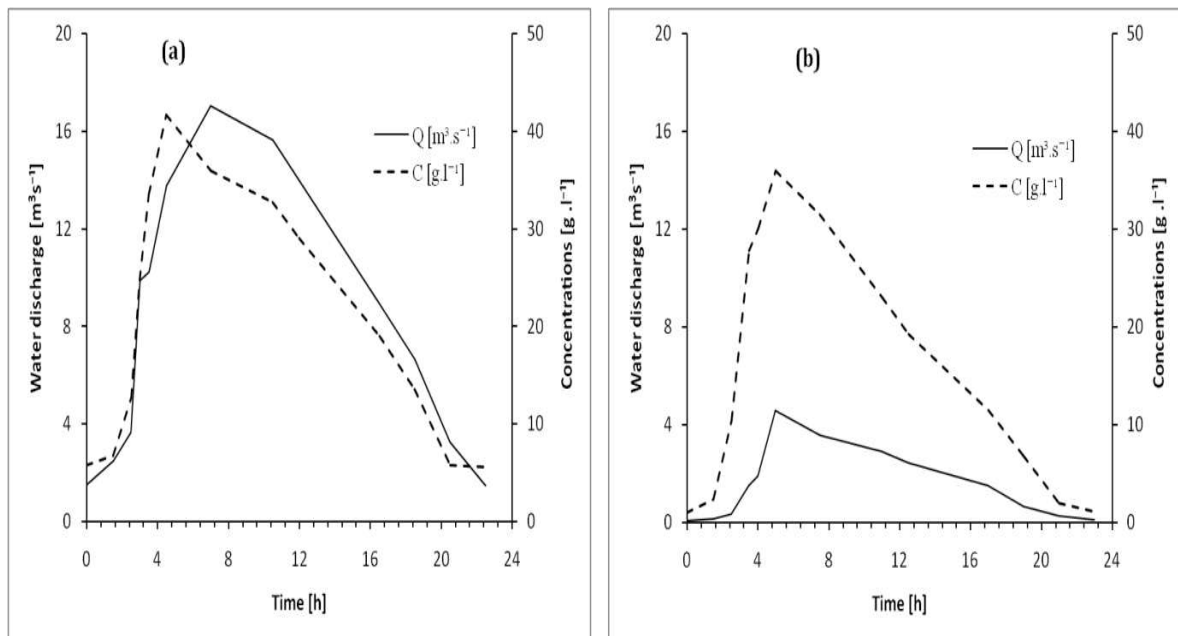 (a)
Q [m³.s⁻¹]
C [g.l⁻¹]
Water discharge [m³s⁻¹]
20
16
12
8
4
0
Concentrations [g .l⁻¹]
50
40
30
20
10
0
0 4 8 12 16 20 24
Time [h]
(b)
Q [m³.s⁻¹]
C [g.l⁻¹]
Water discharge [m³s⁻¹]
20
16
12
8
4
0
Concentrations [g .l⁻¹]
50
40
30
20
10
0
0 4 8 12 16 20 24
Time [h]